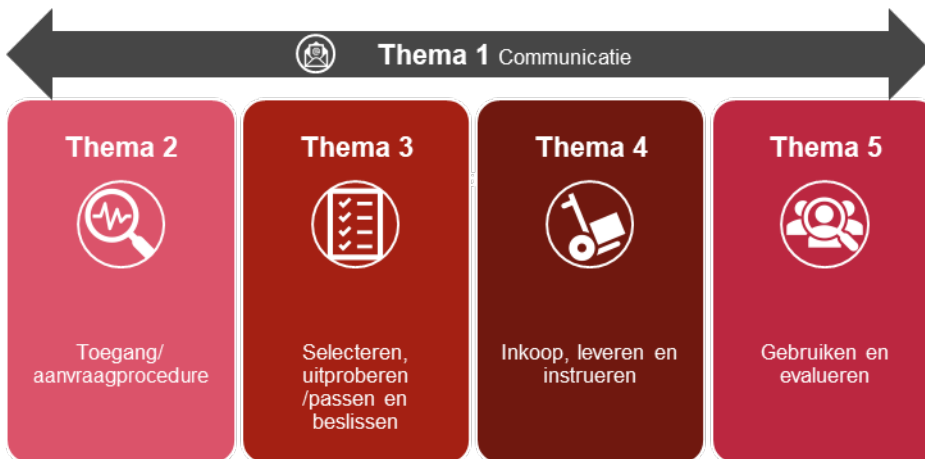 Thema 1 Communicatie
Thema 2
Toegang/
aanvraagprocedure
Thema 3
Selecteren,
uitproberen
/passen en
beslissen
Thema 4
Inkoop, leveren en
instrueren
Thema 5
Gebruiken en
evalueren